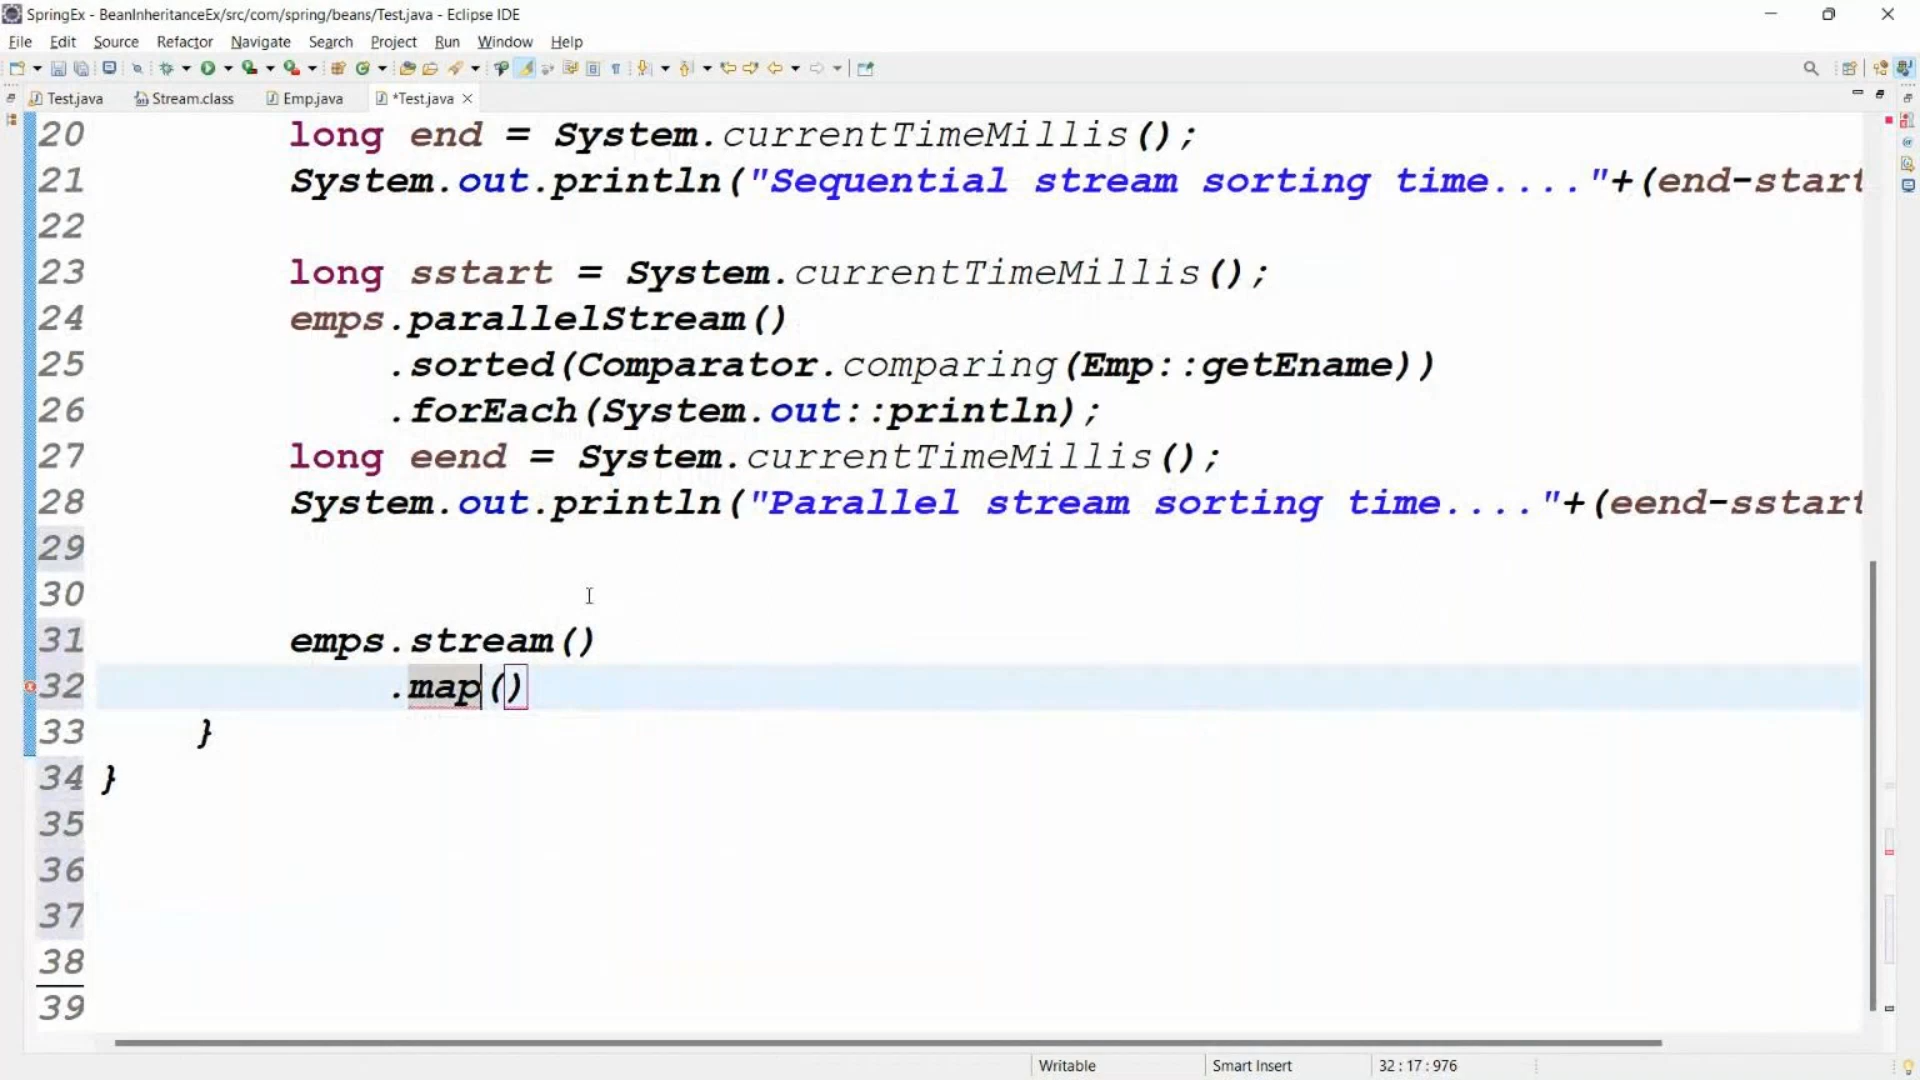 SpringEx - BeanInheritanceEx/src/com/spring/beans/Test.java - Eclipse IDE
File Edit Source Refactor Navigate Search Project Run Window Help
Test.java Stream.class Emp.java *Test.java
20 long end = System.currentTimeMillis();
21 System.out.println("Sequential stream sorting time...."+(end-start
22
23 long sstart = System.currentTimeMillis();
24 emps.parallelStream()
25 .sorted(Comparator.comparing(Emp::getEname))
26 .forEach(System.out::println);
27 long eend = System.currentTimeMillis();
28 System.out.println("Parallel stream sorting time...."+(eend-sstart
29
30
31 emps.stream()
32 .map()
33 }
34 }
35
36
37
38
39
Writable Smart Insert 32 : 17 : 976